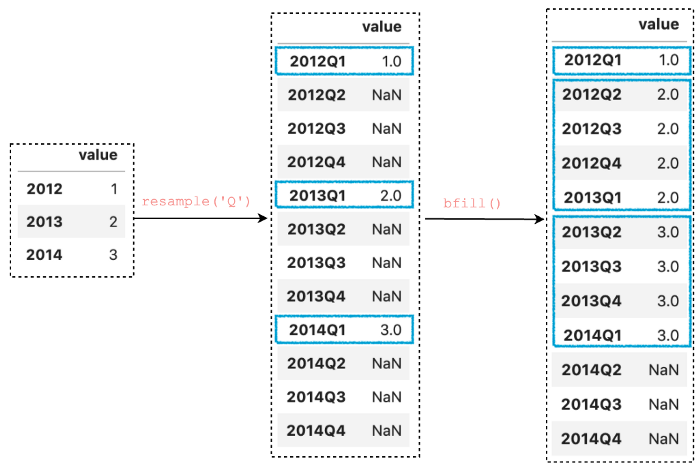 value
2012 1
2013 2
2014 3
resample('Q')
value
2012Q1 1.0
2012Q2 NaN
2012Q3 NaN
2012Q4 NaN
2013Q1 2.0
2013Q2 NaN
2013Q3 NaN
2013Q4 NaN
2014Q1 3.0
2014Q2 NaN
2014Q3 NaN
2014Q4 NaN
bfill()
value
2012Q1 1.0
2012Q2 2.0
2012Q3 2.0
2012Q4 2.0
2013Q1 2.0
2013Q2 3.0
2013Q3 3.0
2013Q4 3.0
2014Q1 3.0
2014Q2 NaN
2014Q3 NaN
2014Q4 NaN